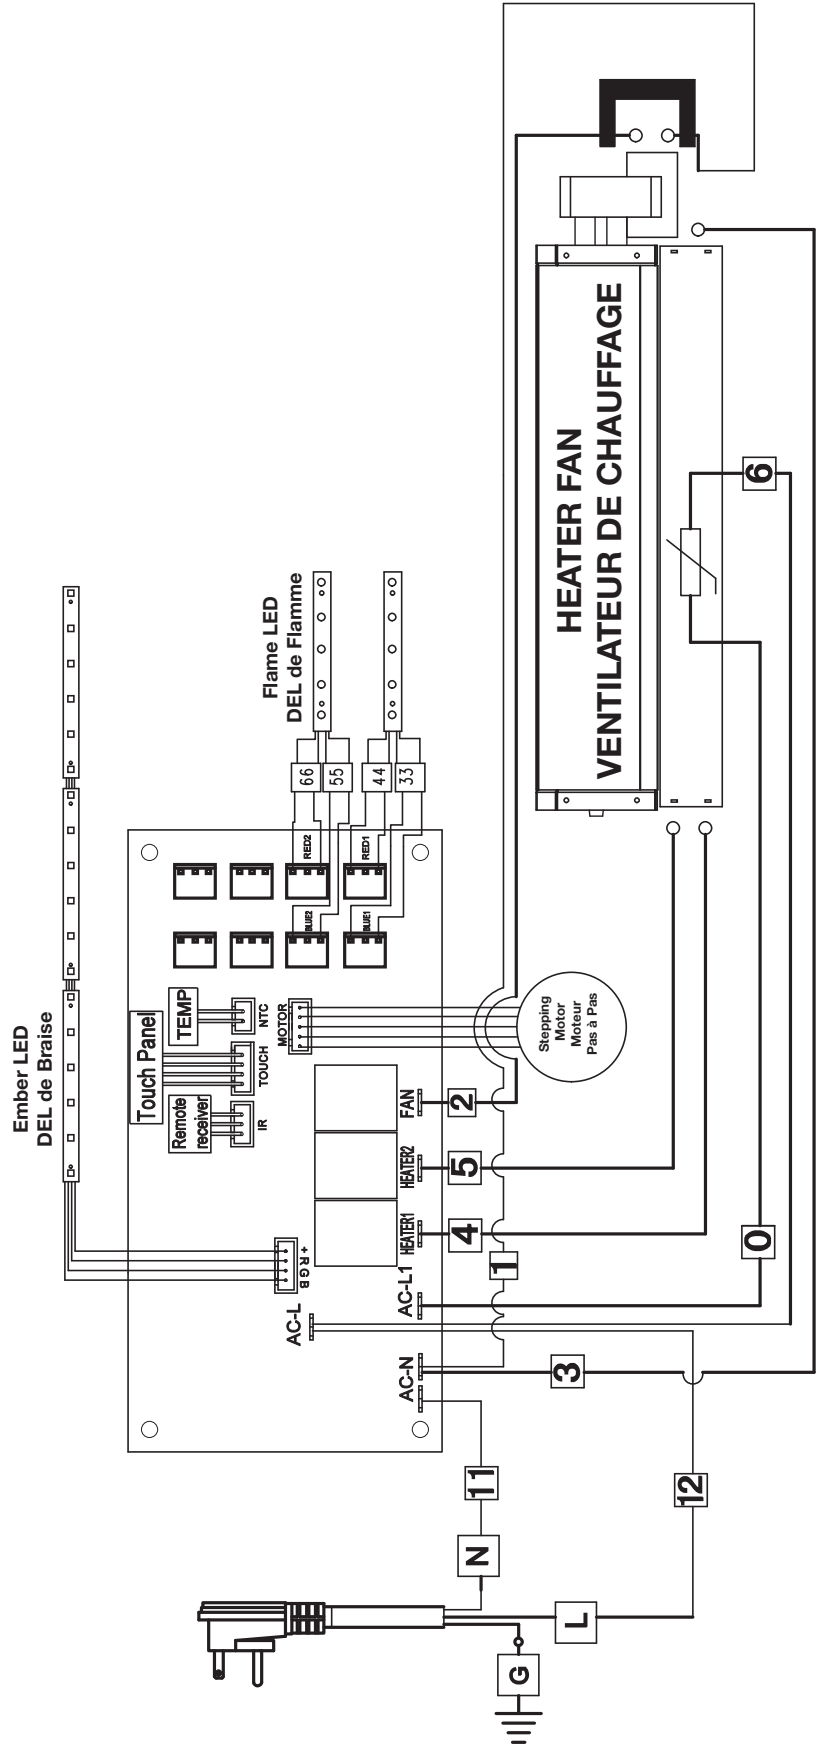 Ember LED
DEL de Braise
Flame LED
DEL de Flamme
66
55
44
33
RED2
RED1
BLUE2
BLUE1
Touch Panel
TEMP
Remote
receiver
NTC
TOUCH
IR
MOTOR
+ R G B
AC-L
AC-L1
AC-N
HEATER1
HEATER2
FAN
Stepping
Motor
Moteur
Pas à Pas
HEATER FAN
VENTILATEUR DE CHAUFFAGE
2
5
4
1
3
0
6
11
12
N
L
G